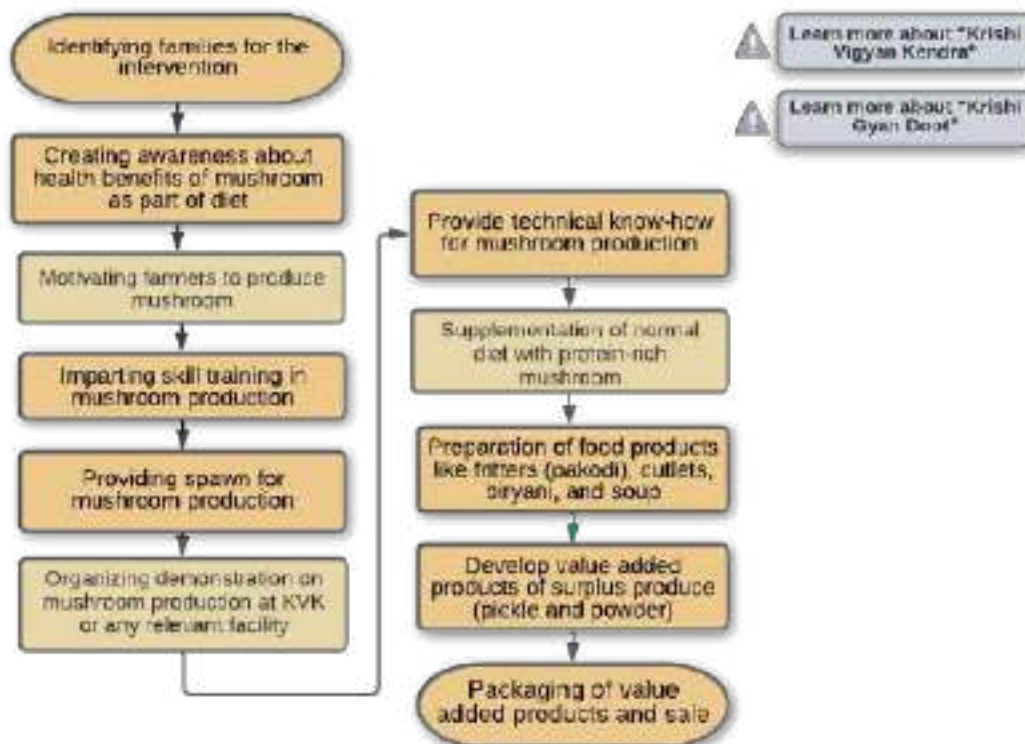 Identifying families for the
intervention
Creating awareness about
health benefits of mushroom
as part of diet
Motivating farmers to produce
mushroom
Imparting skill training in
mushroom production
Providing spawn for
mushroom production
Organizing demonstration on
mushroom production at KVK
or any relevant facility
Provide technical know-how
for mushroom production
Supplementation of normal
diet with protein-rich
mushroom
Preparation of food products
like fritters (pakodi), cutlets,
biryani, and soup
Develop value added
products of surplus produce
(pickle and powder)
Packaging of value
added products and sale
Learn more about "Krishi
Vigyan Kendra"
Learn more about "Krishi
Gyan Doot"